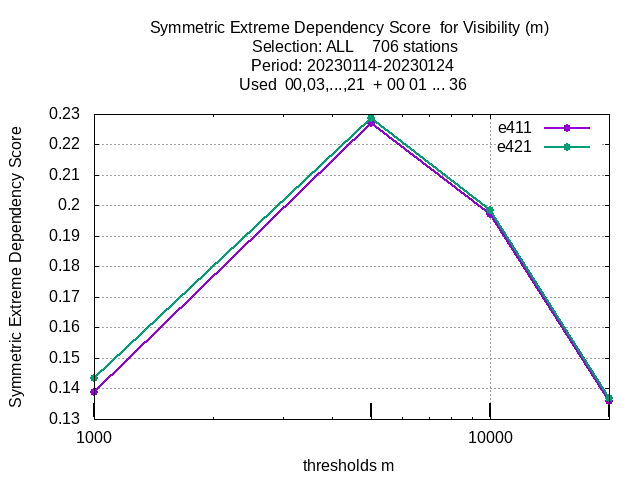 Symmetric Extreme Dependency Score  for Visibility (m)
Selection: ALL    706 stations
Period: 20230114-20230124
Used  00,03,...,21  + 00 01 ... 36
e411
e421
0.23
0.22
0.21
0.2
0.19
0.18
0.17
0.16
0.15
0.14
0.13
Symmetric Extreme Dependency Score
1000
10000
thresholds m